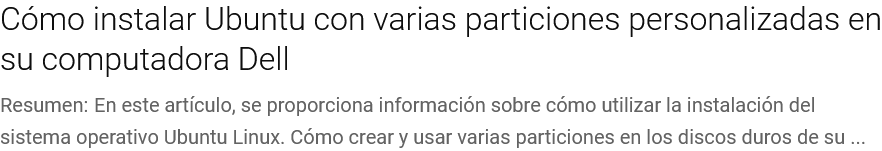 Cómo instalar Ubuntu con varias particiones personalizadas en
su computadora Dell
Resumen: En este artículo, se proporciona información sobre cómo utilizar la instalación del
sistema operativo Ubuntu Linux. Cómo crear y usar varias particiones en los discos duros de su ...